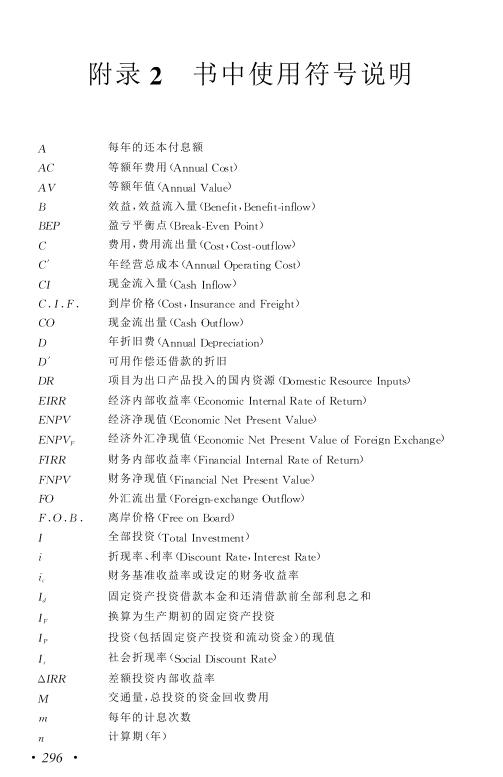 附录 2 书中使用符号说明
A 每年的还本付息额
AC 等额年费用(Annual Cost)
AV 等额年值(Annual Value)
B 效益,效益流入量(Benefit,Benefit-inflow)
BEP 盈亏平衡点(Break-Even Point)
C 费用,费用流出量(Cost,Cost-outflow)
C′ 年经营总成本(Annual Operating Cost)
CI 现金流入量(Cash Inflow)
C.I.F. 到岸价格(Cost,Insurance and Freight)
CO 现金流出量(Cash Outflow)
D 年折旧费(Annual Depreciation)
D′ 可用作偿还借款的折旧
DR 项目为出口产品投入的国内资源(Domestic Resource Inputs)
EIRR 经济内部收益率(Economic Internal Rate of Return)
ENPV 经济净现值(Economic Net Present Value)
ENPV_F 经济外汇净现值(Economic Net Present Value of Foreign Exchange)
FIRR 财务内部收益率(Financial Internal Rate of Return)
FNPV 财务净现值(Financial Net Present Value)
FO 外汇流出量(Foreign-exchange Outflow)
F.O.B. 离岸价格(Free on Board)
I 全部投资(Total Investment)
i 折现率、利率(Discount Rate,Interest Rate)
i_c 财务基准收益率或设定的财务收益率
I_d 固定资产投资借款本金和还清借款前全部利息之和
I_F 换算为生产期初的固定资产投资
I_P 投资(包括固定资产投资和流动资金)的现值
I_s 社会折现率(Social Discount Rate)
ΔIRR 差额投资内部收益率
M 交通量,总投资的资金回收费用
m 每年的计息次数
n 计算期(年)
· 296 ·